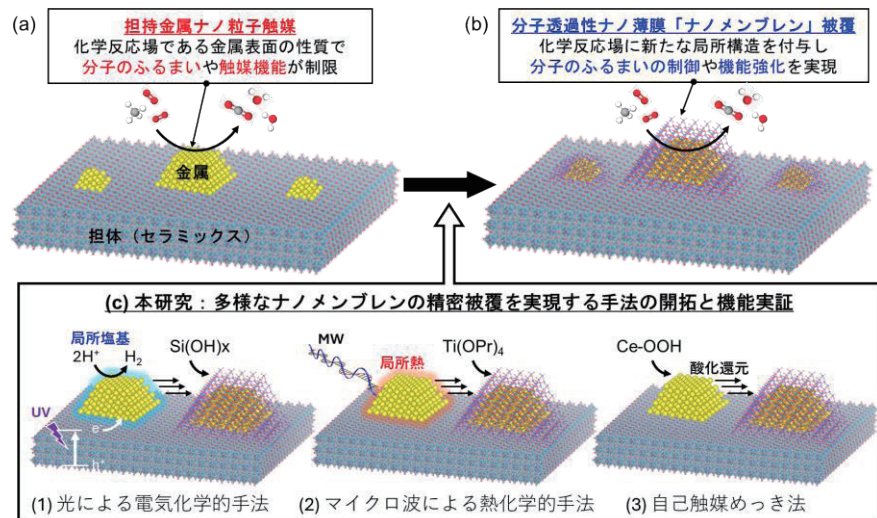 (a)
担持金属ナノ粒子触媒
化学反応場である金属表面の性質で
分子のふるまいや触媒機能が制限
(b)
分子透過性ナノ薄膜「ナノメンブレン」被覆
化学反応場に新たな局所構造を付与し
分子のふるまいの制御や機能強化を実現
金属
担体（セラミックス）
(c) 本研究：多様なナノメンブレンの精密被覆を実現する手法の開拓と機能実証
局所塩基
2H⁺
H₂
Si(OH)x
UV
e⁻
h⁺
(1) 光による電気化学的手法
MW
局所熱
Ti(OPr)₄
(2) マイクロ波による熱化学的手法
Ce-OOH
酸化還元
(3) 自己触媒めっき法